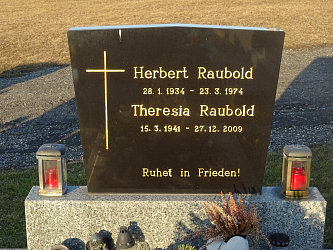 Herbert Raubold
28. 1. 1934 - 23. 3. 1974
Theresia Raubold
15. 3. 1941 - 27. 12. 2009
Ruhet in Frieden!